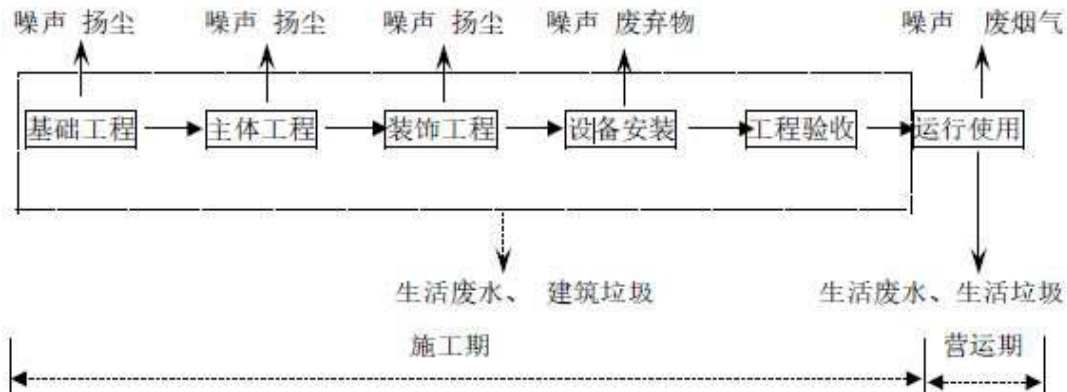 噪声 扬尘 噪声 扬尘 噪声 扬尘 噪声 废弃物 噪声 废烟气
基础工程 主体工程 装饰工程 设备安装 工程验收 运行使用
生活废水、 建筑垃圾 生活废水、生活垃圾
施工期 营运期